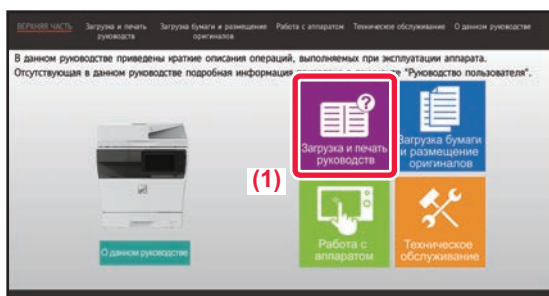 ВЕРХНЯЯ ЧАСТЬ Загрузка и печать Загрузка бумаги и размещение Работа с аппаратом Техническое обслуживание О данном руководстве
руководств оригиналов
В данном руководстве приведены краткие описания операций, выполняемых при эксплуатации аппарата.
Отсутствующая в данном руководстве подробная информация "Руководство пользователя".
Загрузка и печать
руководств
Загрузка бумаги
и размещение
оригиналов
(1)
Работа с
аппаратом
Техническое
обслуживание
О данном руководстве